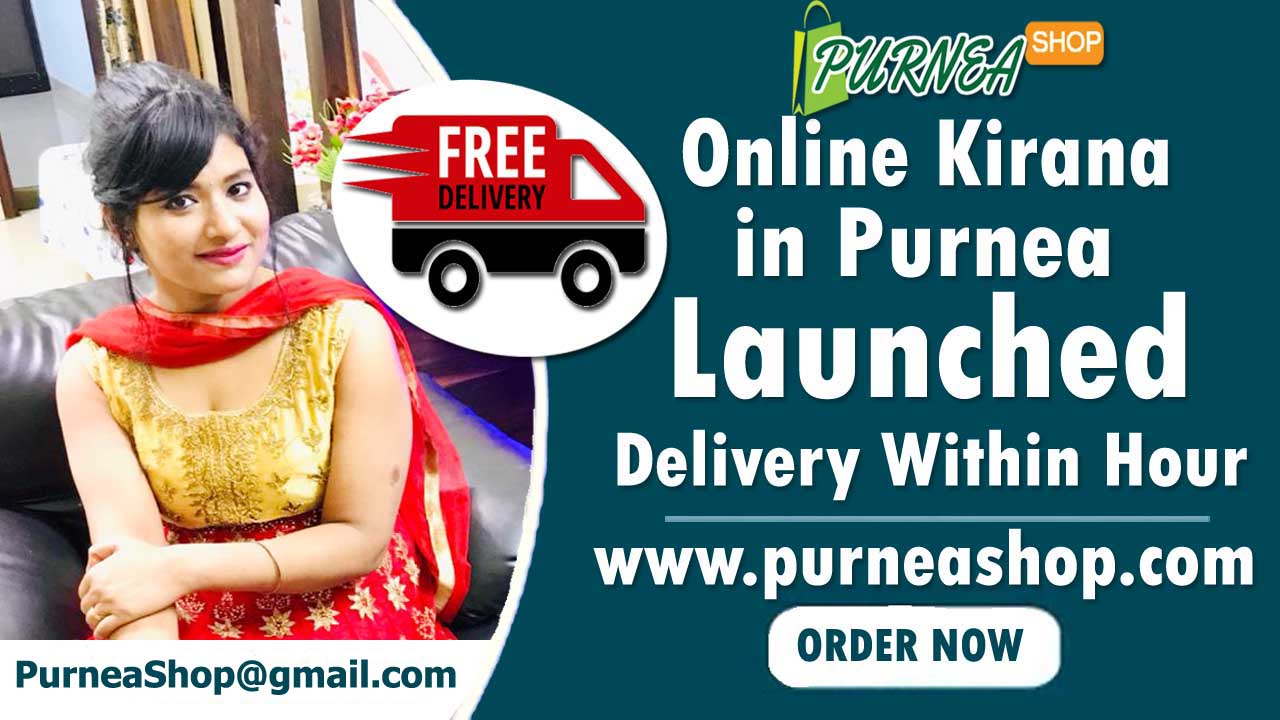 PURNEA SHOP
FREE
DELIVERY
Online Kirana
in Purnea
Launched
Delivery Within Hour
www.purneashop.com
ORDER NOW
PurneaShop@gmail.com